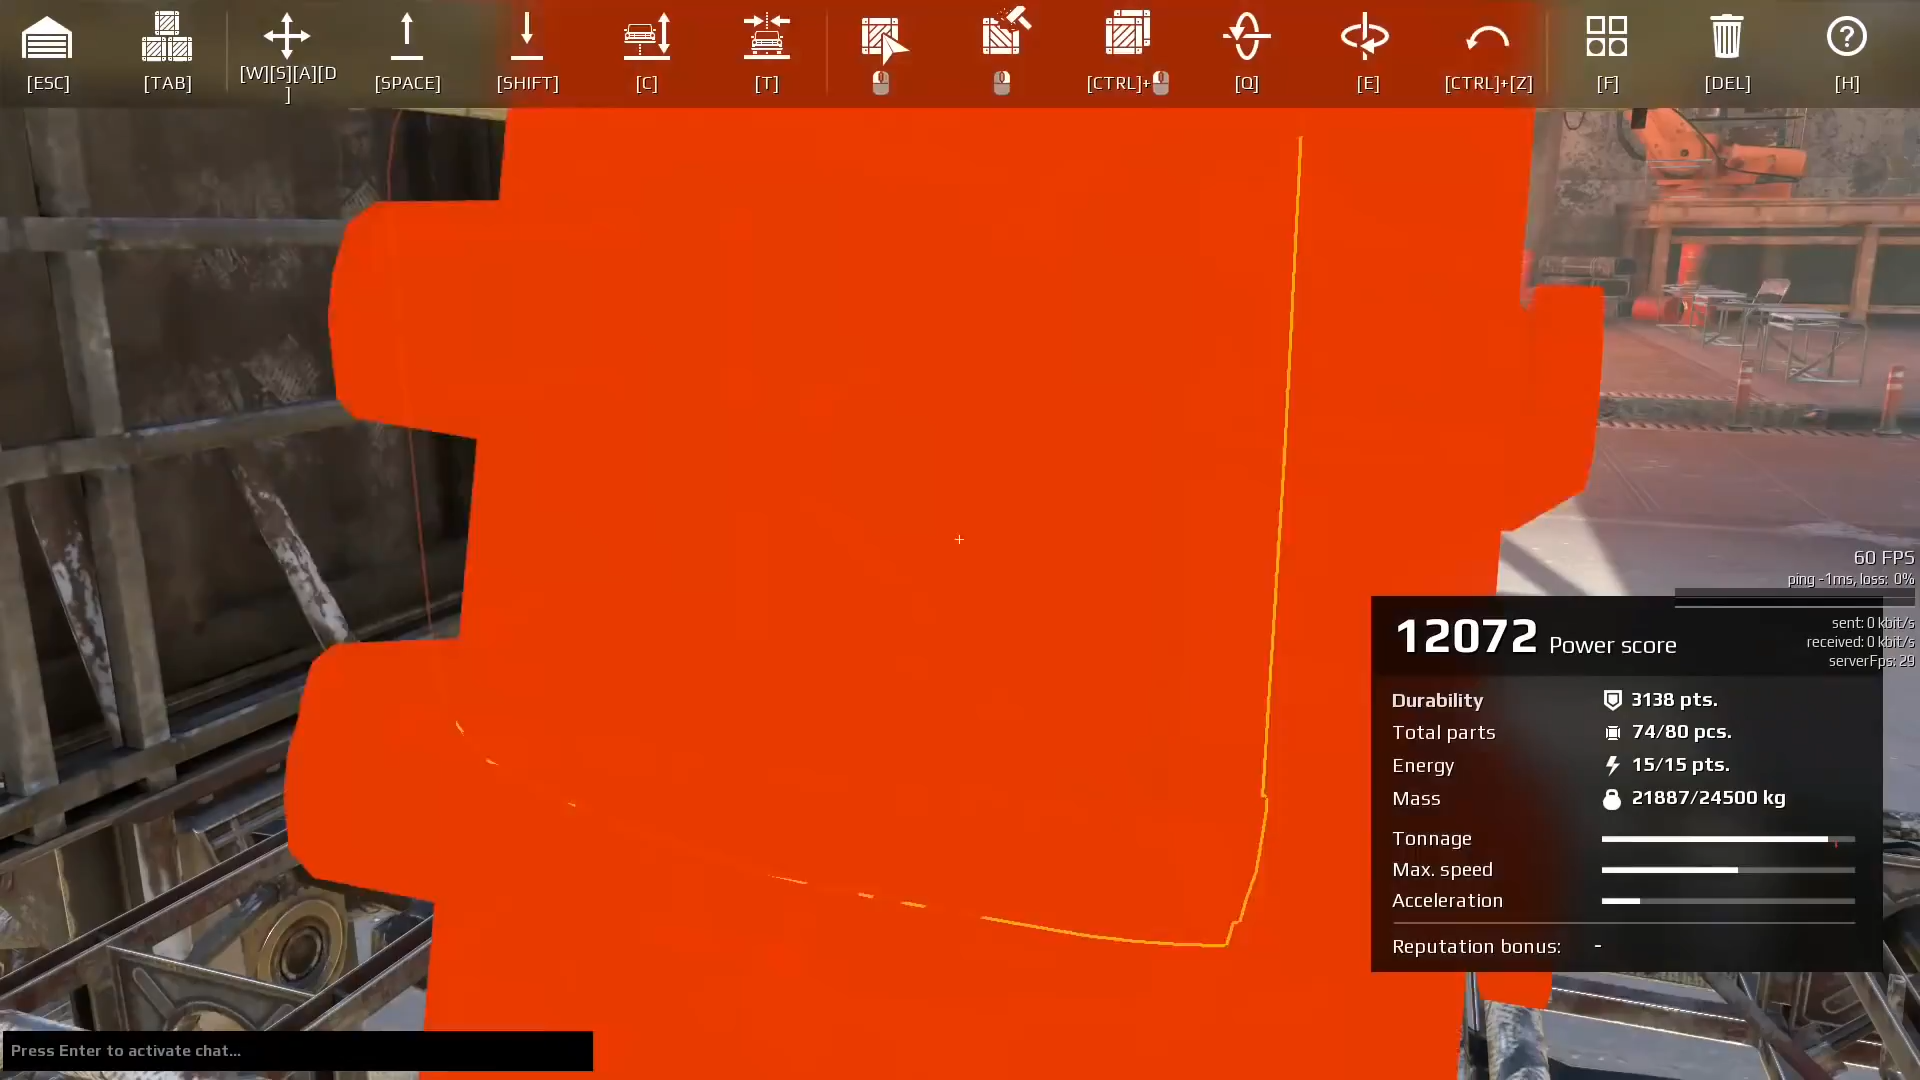 [ESC]
[TAB]
[W][S][A][D
]
[SPACE]
[SHIFT]
[C]
[T]
[CTRL]+
[Q]
[E]
[CTRL]+[Z]
[F]
[DEL]
?
[H]
60 FPS
ping -1ms, loss: 0%
sent: 0 kbit/s
received: 0 kbit/s
serverFps: 29
12072 Power score
Durability 3138 pts.
Total parts 74/80 pcs.
Energy 15/15 pts.
Mass 21887/24500 kg
Tonnage
Max. speed
Acceleration
Reputation bonus: -
Press Enter to activate chat...